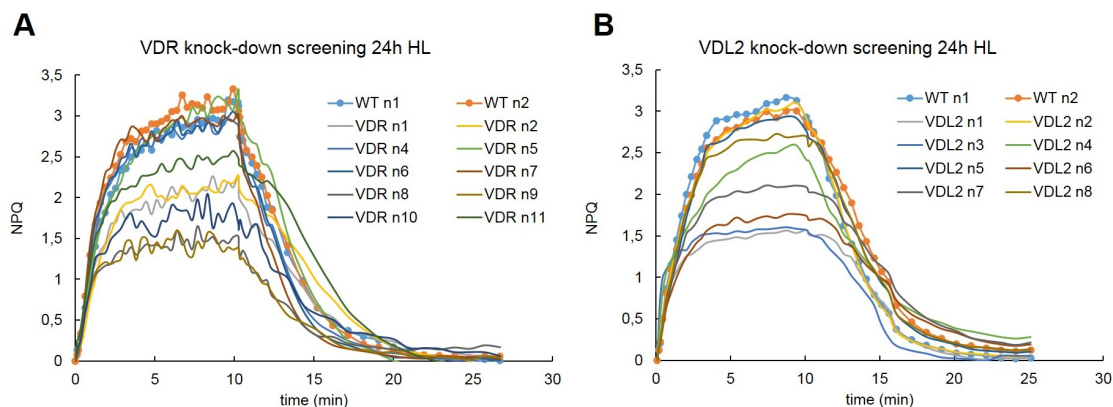 A
VDR knock-down screening 24h HL
NPQ
3,5
3
2,5
2
1,5
1
0,5
0
0 5 10 15 20 25 30
time (min)
WT n1 WT n2
VDR n1 VDR n2
VDR n4 VDR n5
VDR n6 VDR n7
VDR n8 VDR n9
VDR n10 VDR n11
B
VDL2 knock-down screening 24h HL
NPQ
3,5
3
2,5
2
1,5
1
0,5
0
0 5 10 15 20 25 30
time (min)
WT n1 WT n2
VDL2 n1 VDL2 n2
VDL2 n3 VDL2 n4
VDL2 n5 VDL2 n6
VDL2 n7 VDL2 n8